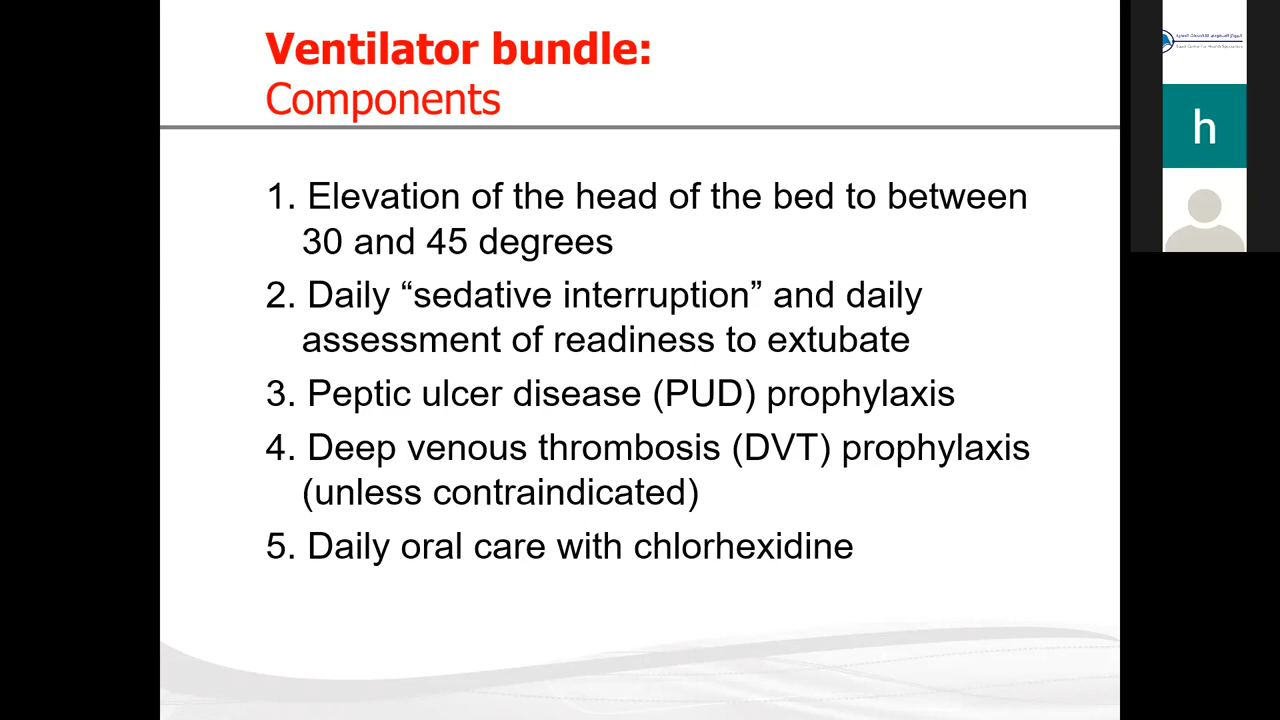 Ventilator bundle:
Components
1. Elevation of the head of the bed to between
30 and 45 degrees
2. Daily “sedative interruption” and daily
assessment of readiness to extubate
3. Peptic ulcer disease (PUD) prophylaxis
4. Deep venous thrombosis (DVT) prophylaxis
(unless contraindicated)
5. Daily oral care with chlorhexidine
h